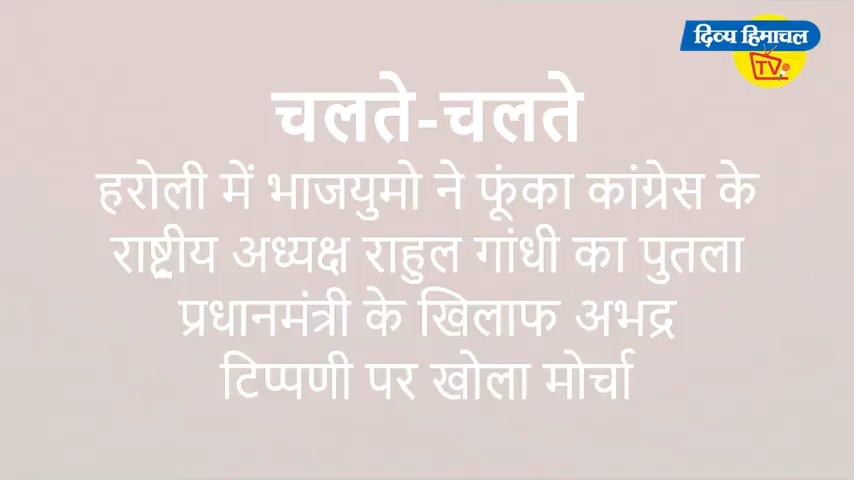 दिव्य हिमाचल
TV
चलते-चलते
हरोली में भाजयुमो ने फूंका कांग्रेस के
राष्ट्रीय अध्यक्ष राहुल गांधी का पुतला
प्रधानमंत्री के खिलाफ अभद्र
टिप्पणी पर खोला मोर्चा